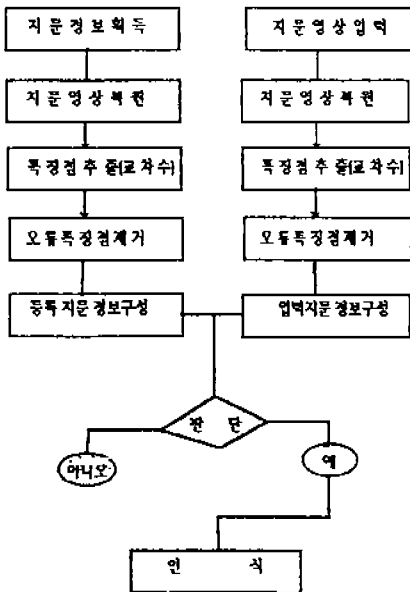 지문정보획득
지문영상입력
지문영상복원
지문영상복원
특징점추출(교차수)
특징점추출(교차수)
오류특징점제거
오류특징점제거
등록지문정보구성
입력지문정보구성
판 단
아니오
예
인 식